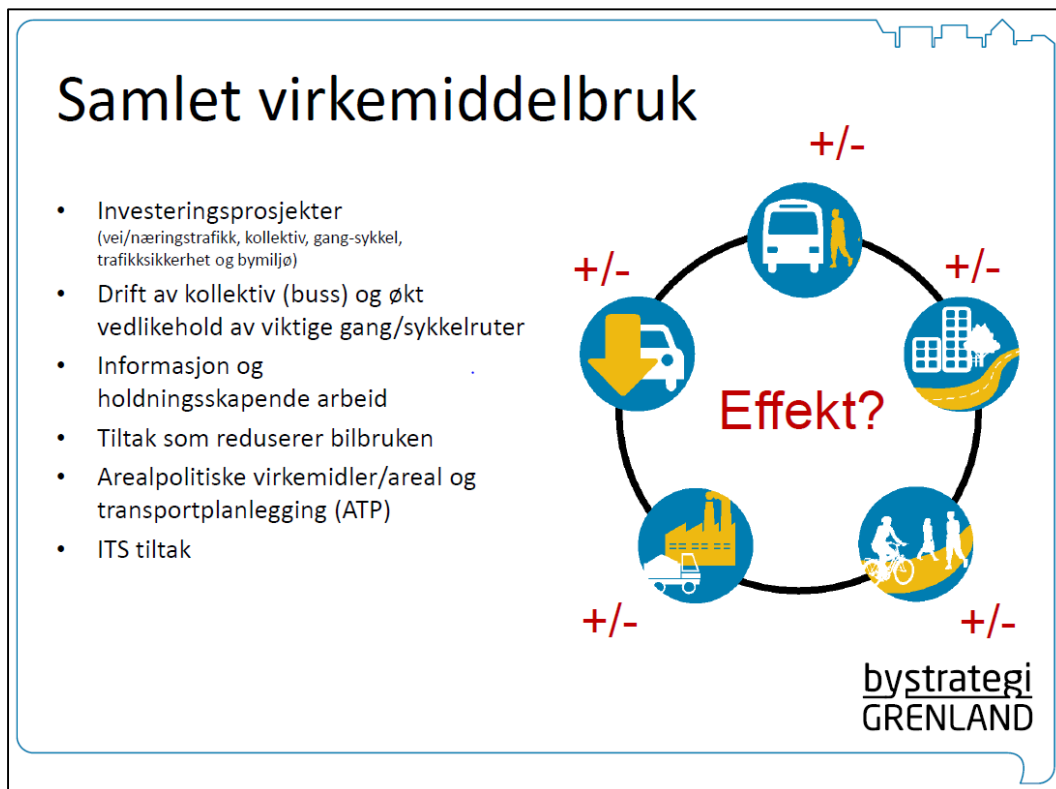 Samlet virkemiddelbruk
• Investeringsprosjekter
(vei/næringstrafikk, kollektiv, gang-sykkel,
trafikksikkerhet og bymiljø)
• Drift av kollektiv (buss) og økt
vedlikehold av viktige gang/sykkelruter
• Informasjon og
holdningsskapende arbeid
• Tiltak som reduserer bilbruken
• Arealpolitiske virkemidler/areal og
transportplanlegging (ATP)
• ITS tiltak
+/-
+/-
+/-
Effekt?
+/-
+/-
bystrategi
GRENLAND